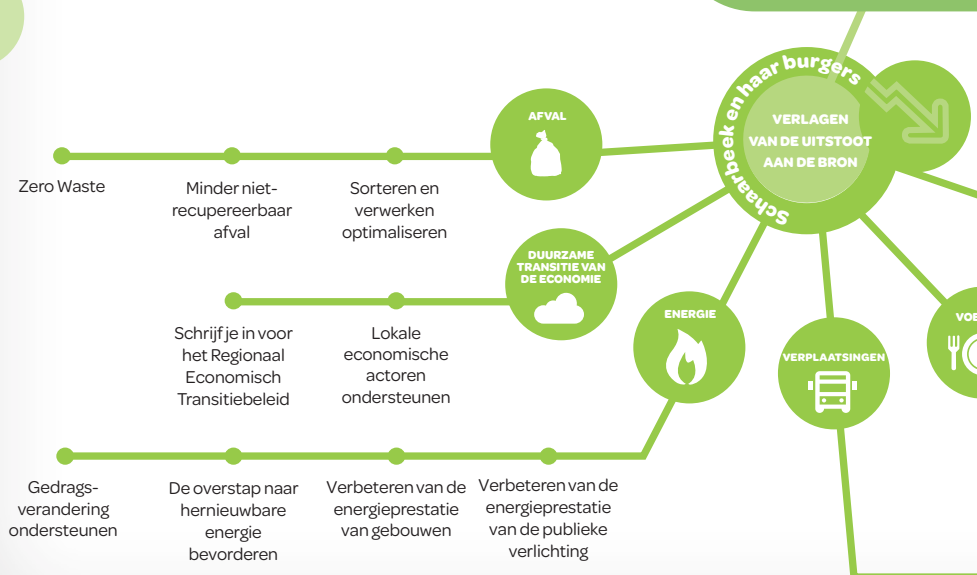 Schaarbeek en haar burgers
VERLAGEN
VAN DE UITSTOOT
AAN DE BRON
AFVAL
Zero Waste
Minder niet-
recupereerbaar
afval
Sorteren en
verwerken
optimaliseren
DUURZAME
TRANSITIE VAN
DE ECONOMIE
Schrijf je in voor
het Regionaal
Economisch
Transitiebeleid
Lokale
economische
actoren
ondersteunen
ENERGIE
Gedrags-
verandering
ondersteunen
De overstap naar
hernieuwbare
energie
bevorderen
Verbeteren van de
energieprestatie
van gebouwen
Verbeteren van de
energieprestatie
van de publieke
verlichting
VERPLAATSINGEN